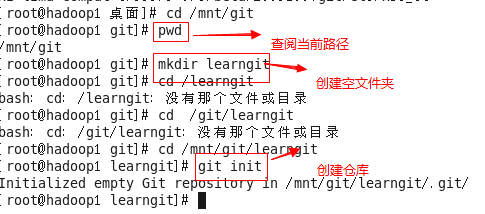 [root@hadoop1 桌面]# cd /mnt/git
[root@hadoop1 git]# pwd
查阅当前路径
/mnt/git
[root@hadoop1 git]# mkdir learngit
[root@hadoop1 git]# cd /learngit
创建空文件夹
bash: cd: /learngit: 没有那个文件或目录
[root@hadoop1 git]# cd  /git/learngit
bash: cd: /git/learngit: 没有那个文件或目录
[root@hadoop1 git]# cd /mnt/git/learngit
[root@hadoop1 learngit]# git init
创建仓库
Initialized empty Git repository in /mnt/git/learngit/.git/
[root@hadoop1 learngit]#